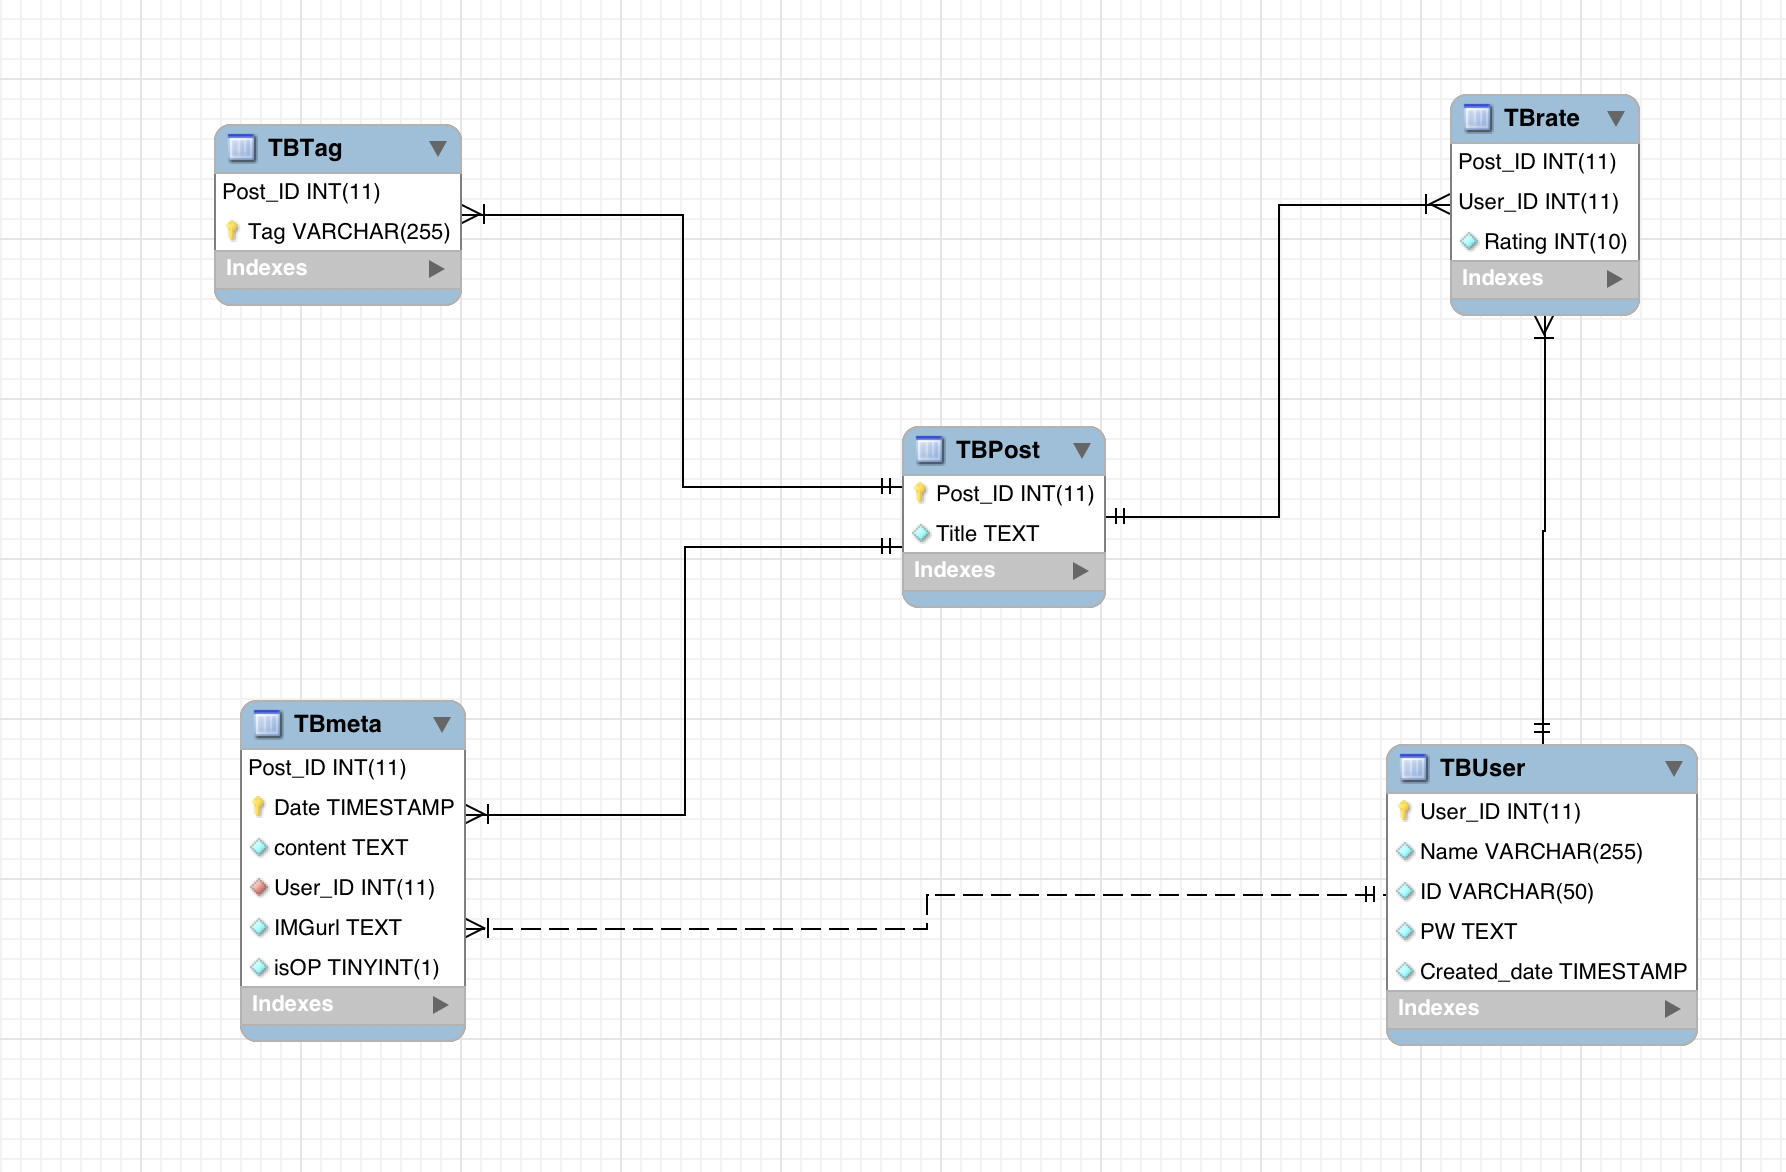 TBTag
Post_ID INT(11)
Tag VARCHAR(255)
Indexes
TBrate
Post_ID INT(11)
User_ID INT(11)
Rating INT(10)
Indexes
TBPost
Post_ID INT(11)
Title TEXT
Indexes
TBmeta
Post_ID INT(11)
Date TIMESTAMP
content TEXT
User_ID INT(11)
IMGurl TEXT
isOP TINYINT(1)
Indexes
TBUser
User_ID INT(11)
Name VARCHAR(255)
ID VARCHAR(50)
PW TEXT
Created_date TIMESTAMP
Indexes